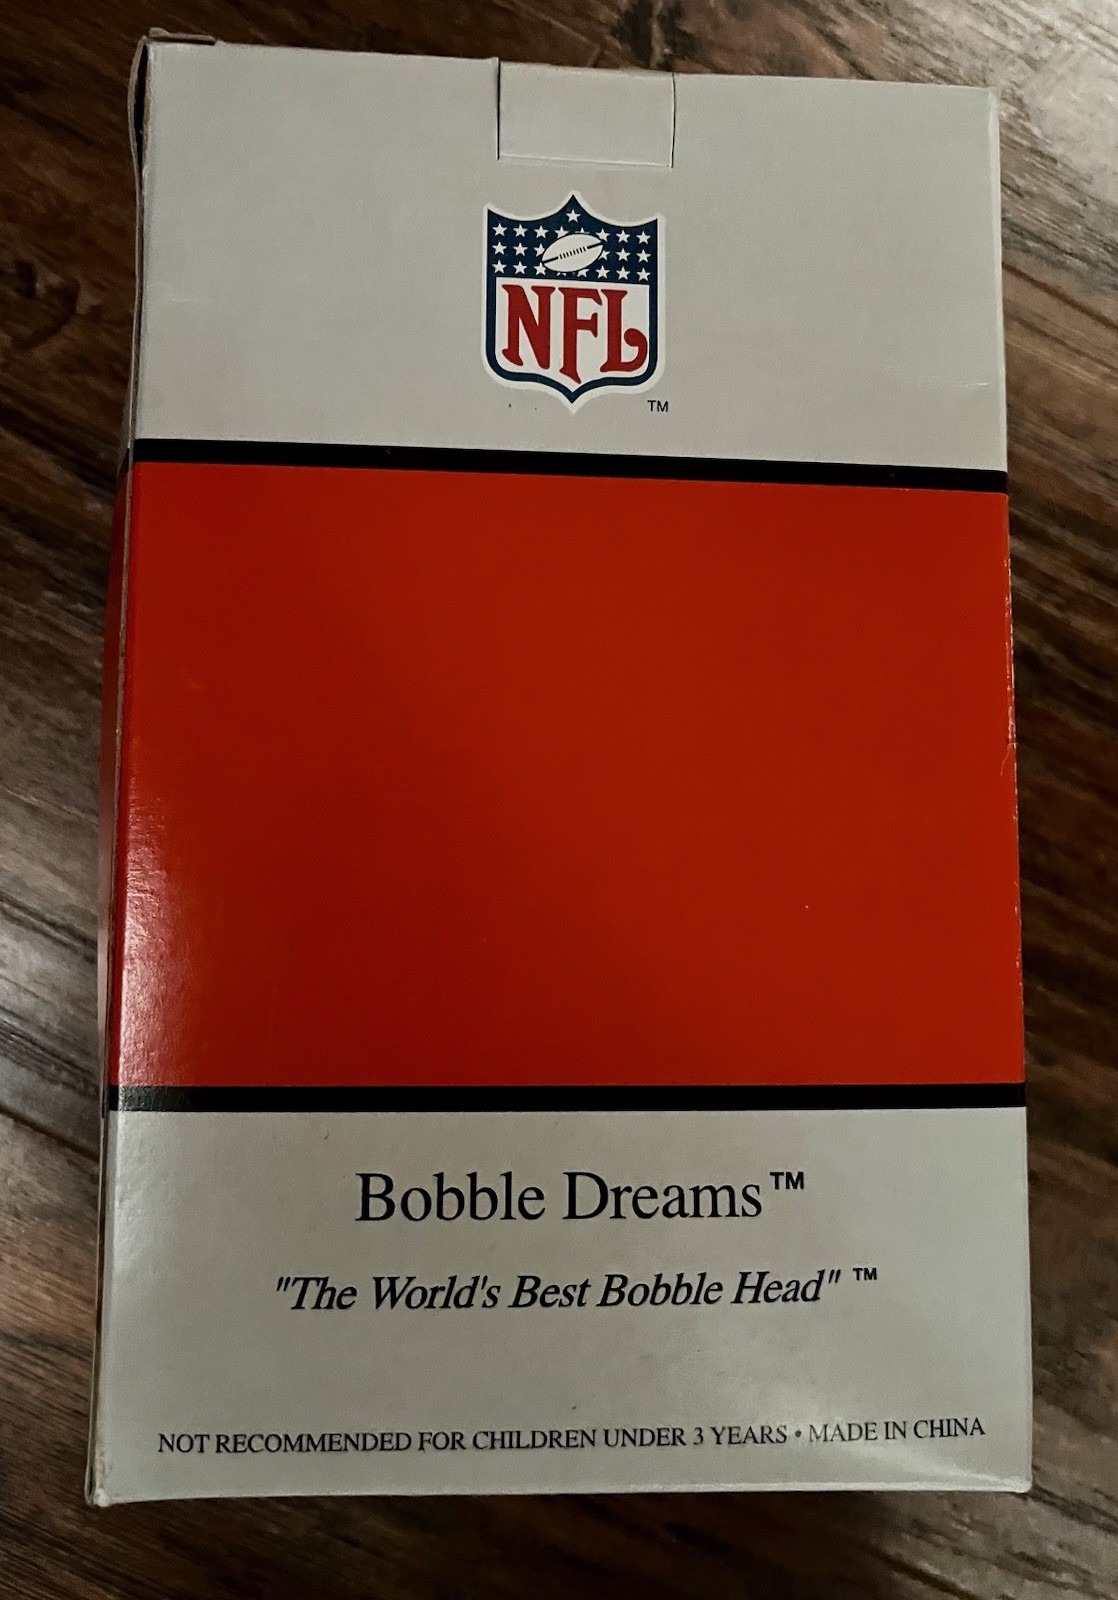 NFL
TM
Bobble Dreams™
"The World's Best Bobble Head" ™
NOT RECOMMENDED FOR CHILDREN UNDER 3 YEARS • MADE IN CHINA